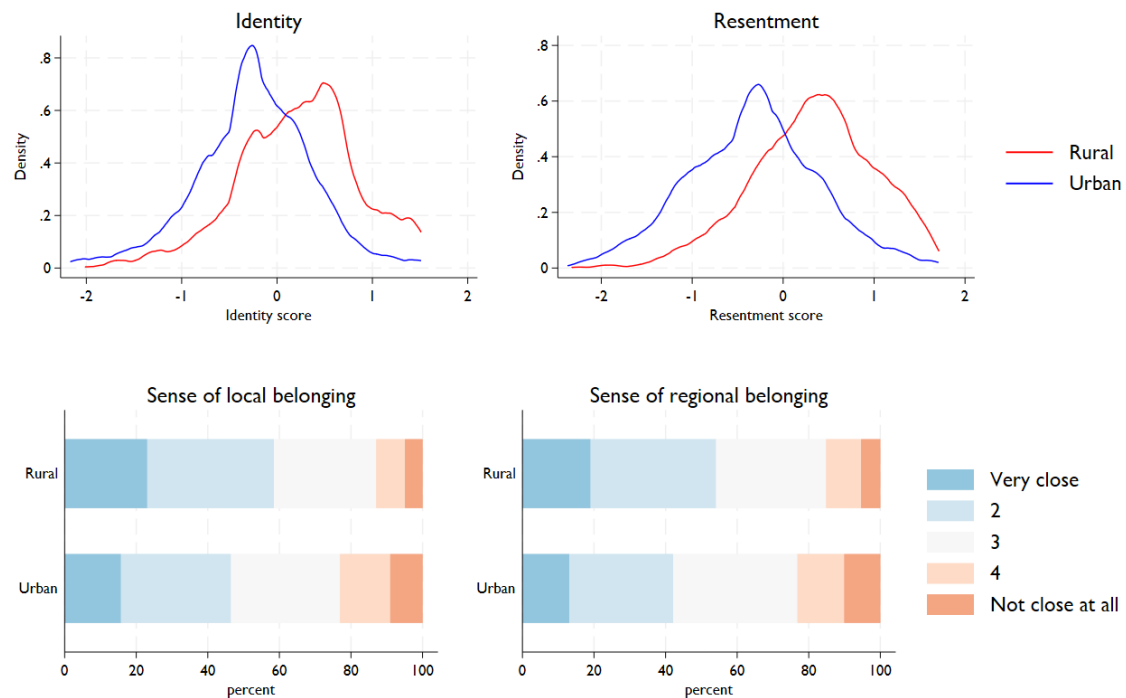 Identity
.8
.6
.4
.2
0
Density
-2 -1 0 1 2
Identity score
Resentment
.8
.6
.4
.2
0
Density
-2 -1 0 1 2
Resentment score
Rural
Urban
Sense of local belonging
Rural
Urban
0 20 40 60 80 100
percent
Sense of regional belonging
Rural
Urban
0 20 40 60 80 100
percent
Very close
2
3
4
Not close at all